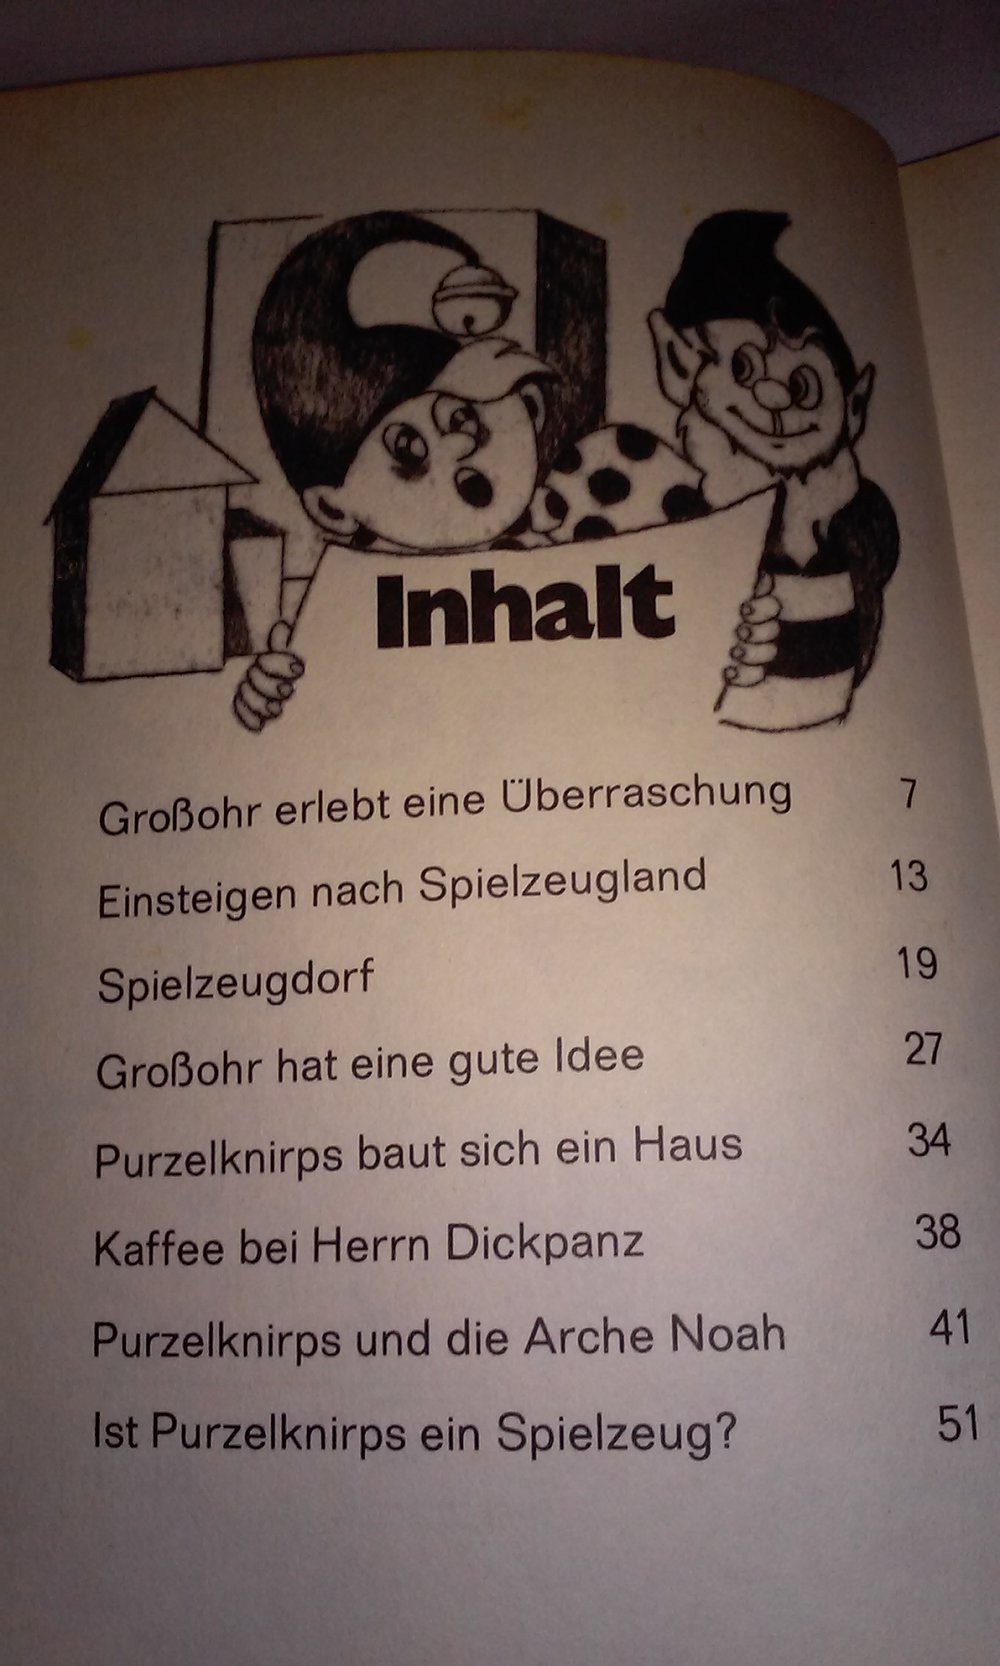 Inhalt
Großohr erlebt eine Überraschung 7
Einsteigen nach Spielzeugland 13
Spielzeugdorf 19
Großohr hat eine gute Idee 27
Purzelknirps baut sich ein Haus 34
Kaffee bei Herrn Dickpanz 38
Purzelknirps und die Arche Noah 41
Ist Purzelknirps ein Spielzeug? 51